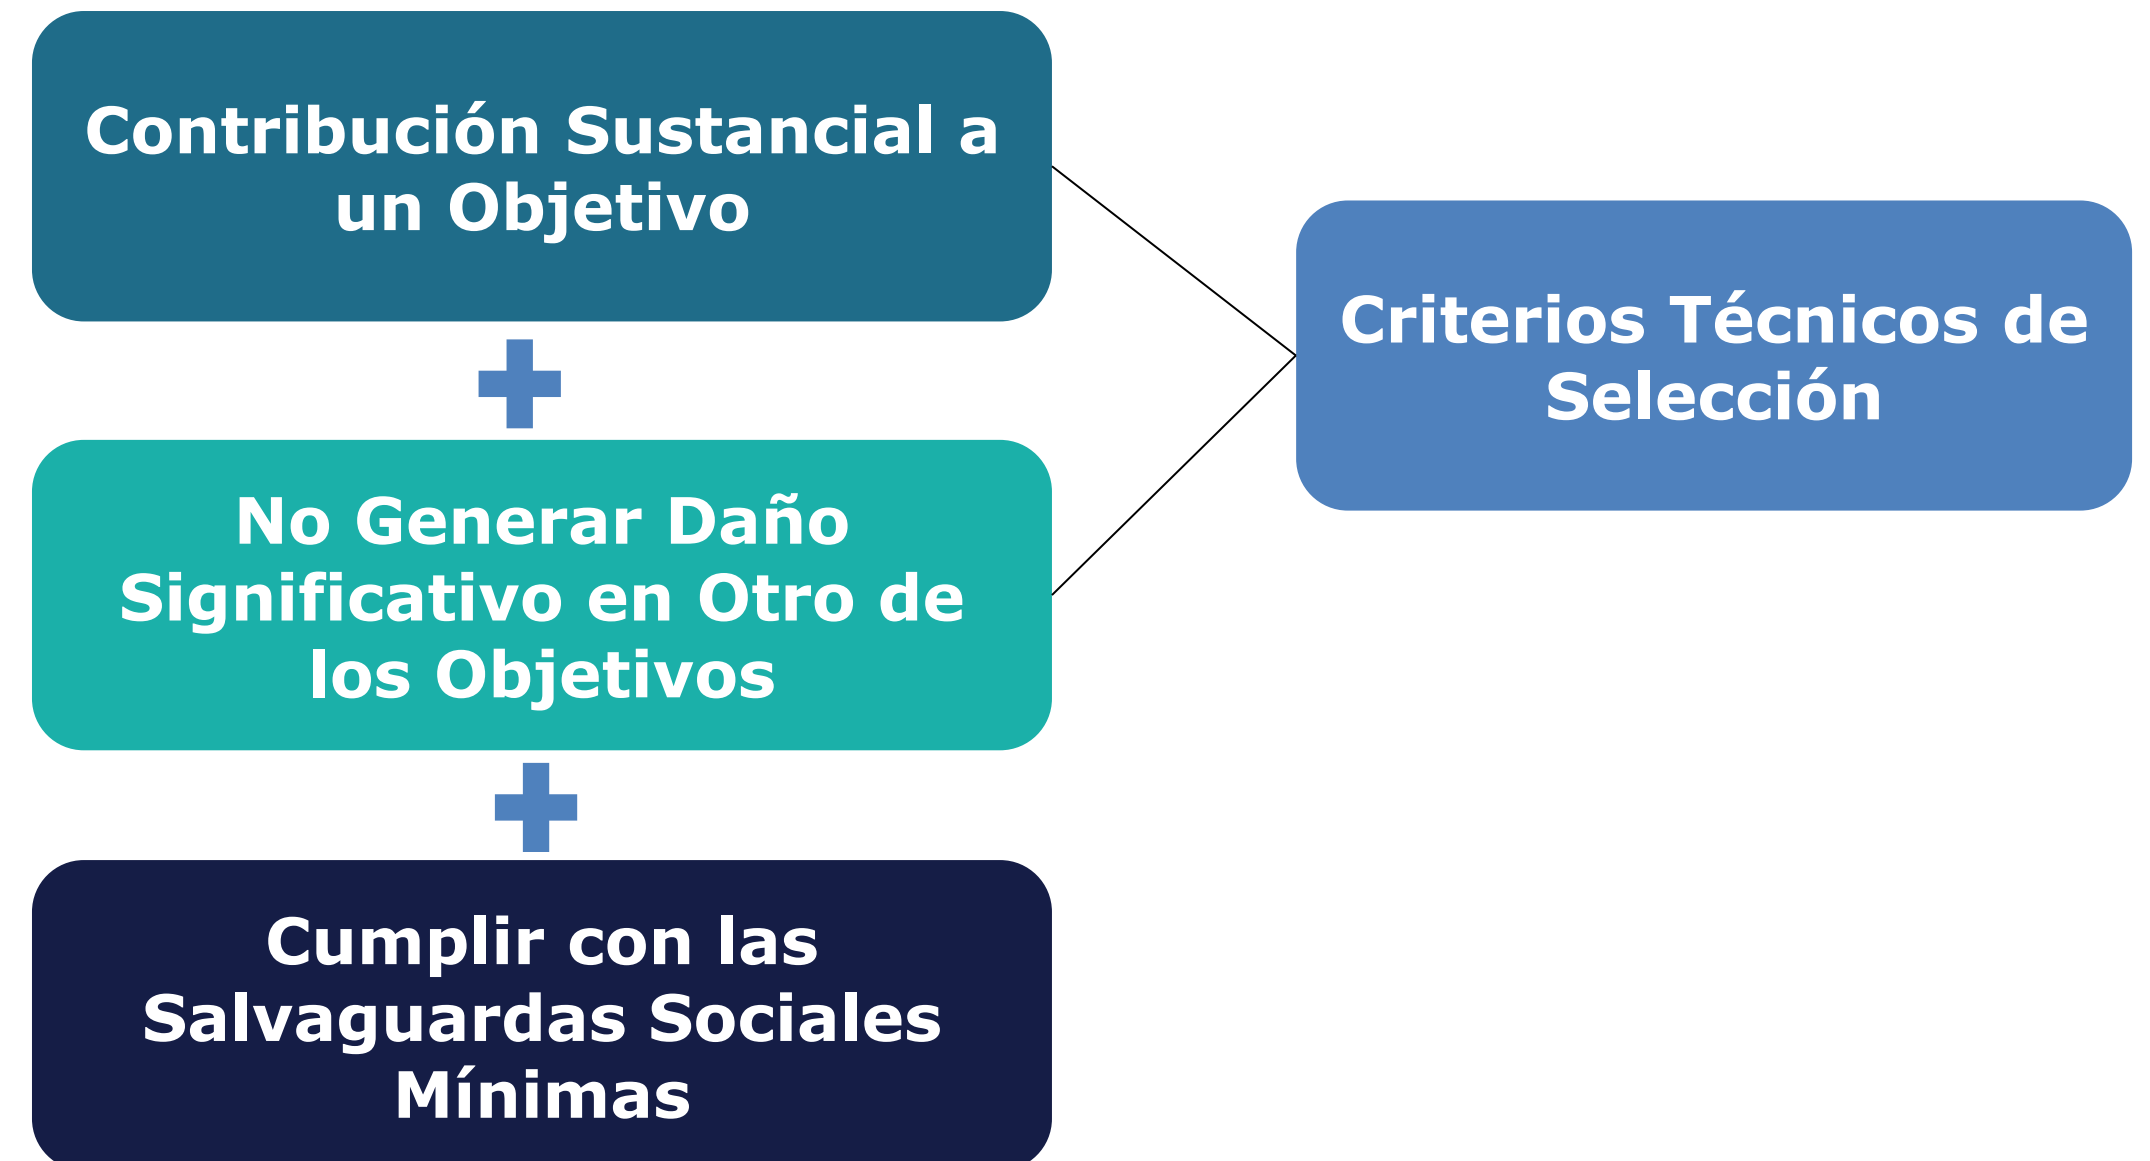 Contribución Sustancial a
un Objetivo
Criterios Técnicos de
Selección
No Generar Daño
Significativo en Otro de
los Objetivos
Cumplir con las
Salvaguardas Sociales
Mínimas